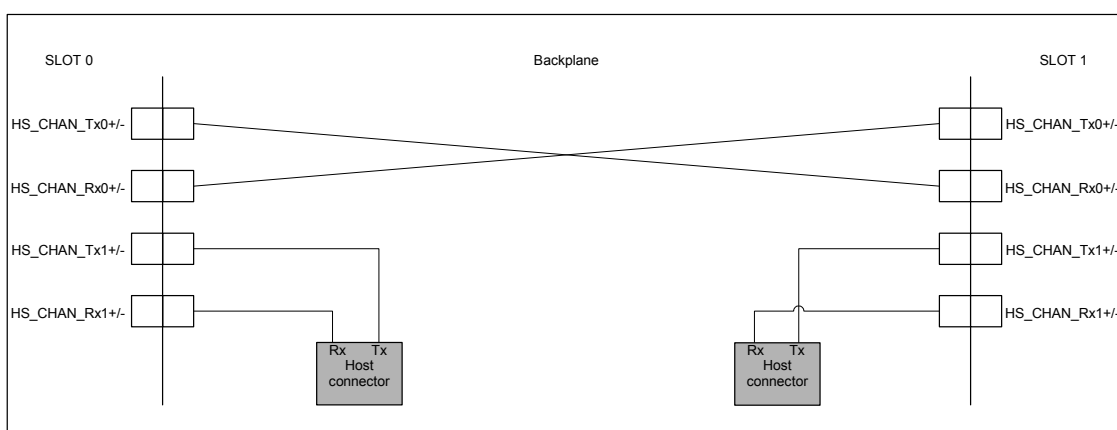 SLOT 0
Backplane
SLOT 1
HS_CHAN_Tx0+/-
HS_CHAN_Tx0+/-
HS_CHAN_Rx0+/-
HS_CHAN_Rx0+/-
HS_CHAN_Tx1+/-
HS_CHAN_Tx1+/-
HS_CHAN_Rx1+/-
HS_CHAN_Rx1+/-
Rx Tx
Host
connector
Rx Tx
Host
connector